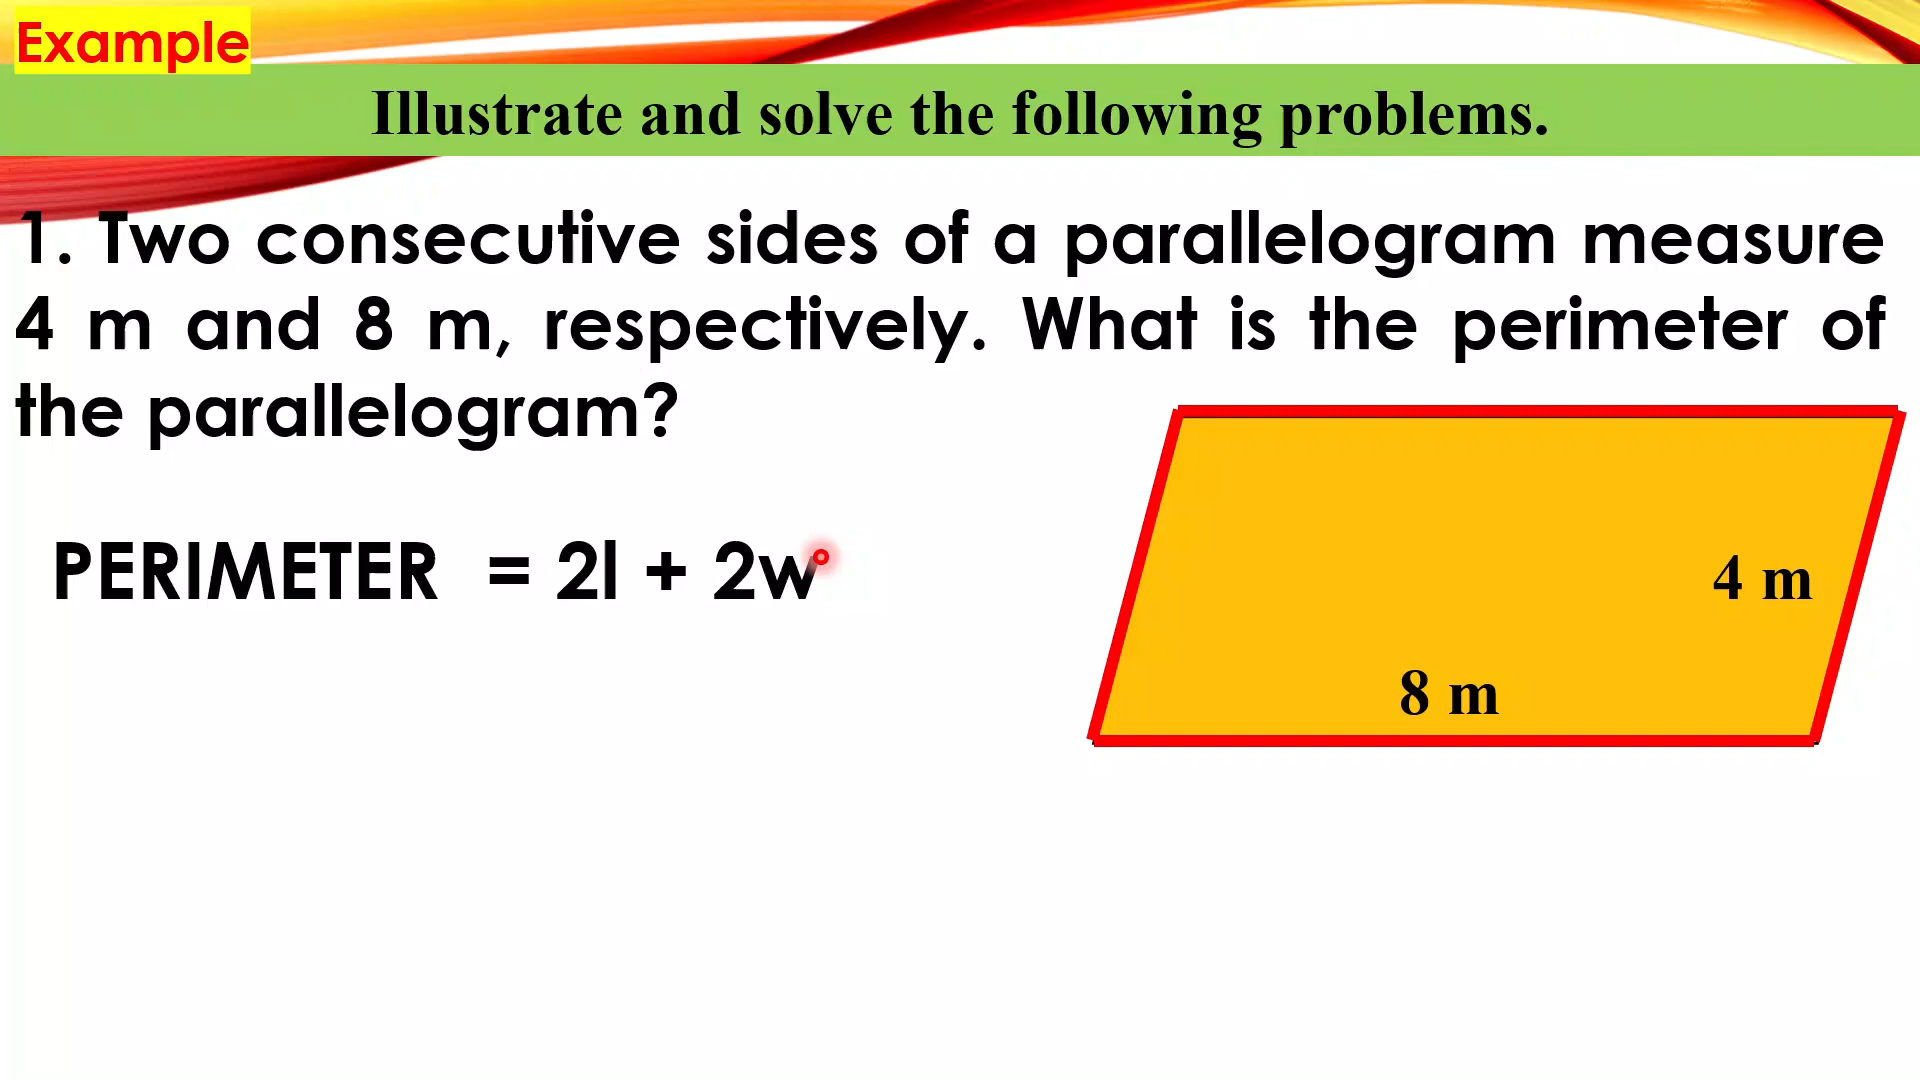 Example
Illustrate and solve the following problems.
1. Two consecutive sides of a parallelogram measure
4 m and 8 m, respectively. What is the perimeter of
the parallelogram?
PERIMETER = 2l + 2w
4 m
8 m